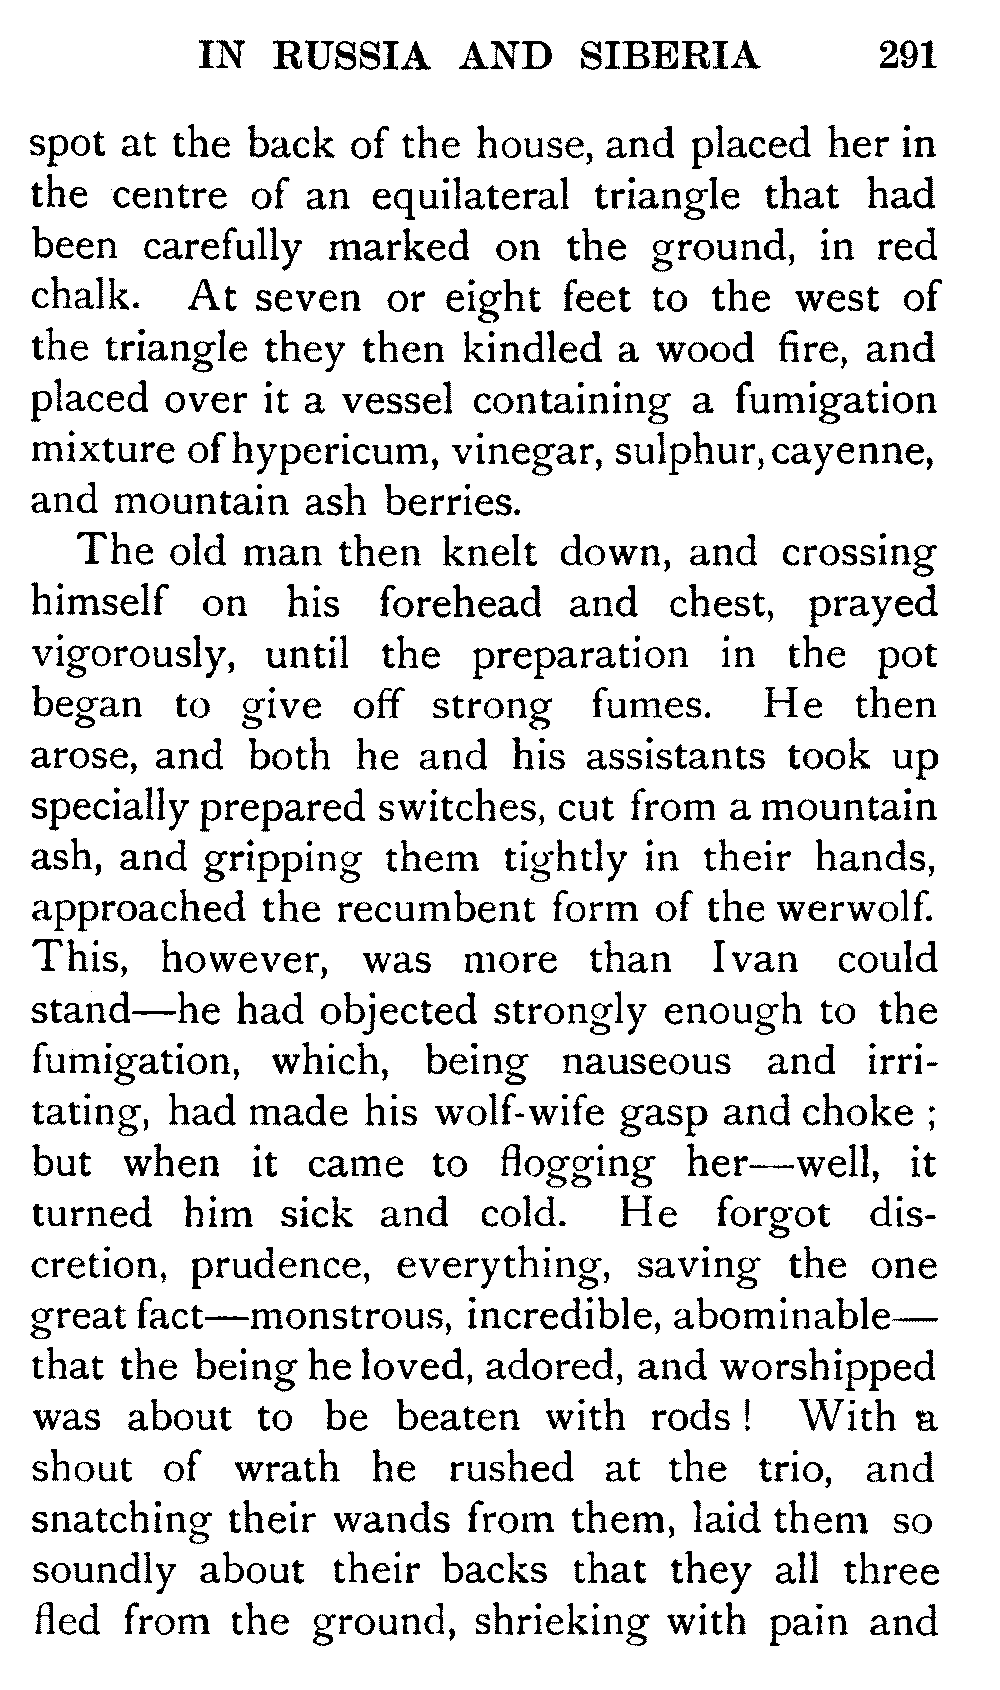 IN RUSSIA AND SIBERIA 291
spot at the back of the house, and placed her in
the centre of an equilateral triangle that had
been carefully marked on the ground, in red
chalk. At seven or eight feet to the west of
the triangle they then kindled a wood fire, and
placed over it a vessel containing a fumigation
mixture of hypericum, vinegar, sulphur, cayenne,
and mountain ash berries.
The old man then knelt down, and crossing
himself on his forehead and chest, prayed
vigorously, until the preparation in the pot
began to give off strong fumes. He then
arose, and both he and his assistants took up
specially prepared switches, cut from a mountain
ash, and gripping them tightly in their hands,
approached the recumbent form of the werwolf.
This, however, was more than Ivan could
stand—he had objected strongly enough to the
fumigation, which, being nauseous and irri-
tating, had made his wolf-wife gasp and choke ;
but when it came to flogging her—well, it
turned him sick and cold. He forgot dis-
cretion, prudence, everything, saving the one
great fact—monstrous, incredible, abominable—
that the being he loved, adored, and worshipped
was about to be beaten with rods ! With a
shout of wrath he rushed at the trio, and
snatching their wands from them, laid them so
soundly about their backs that they all three
fled from the ground, shrieking with pain and